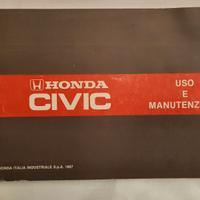 HONDA
CIVIC
USO
E
MANUTENZ
HONDA ITALIA INDUSTRIALE S.p.A. 1987